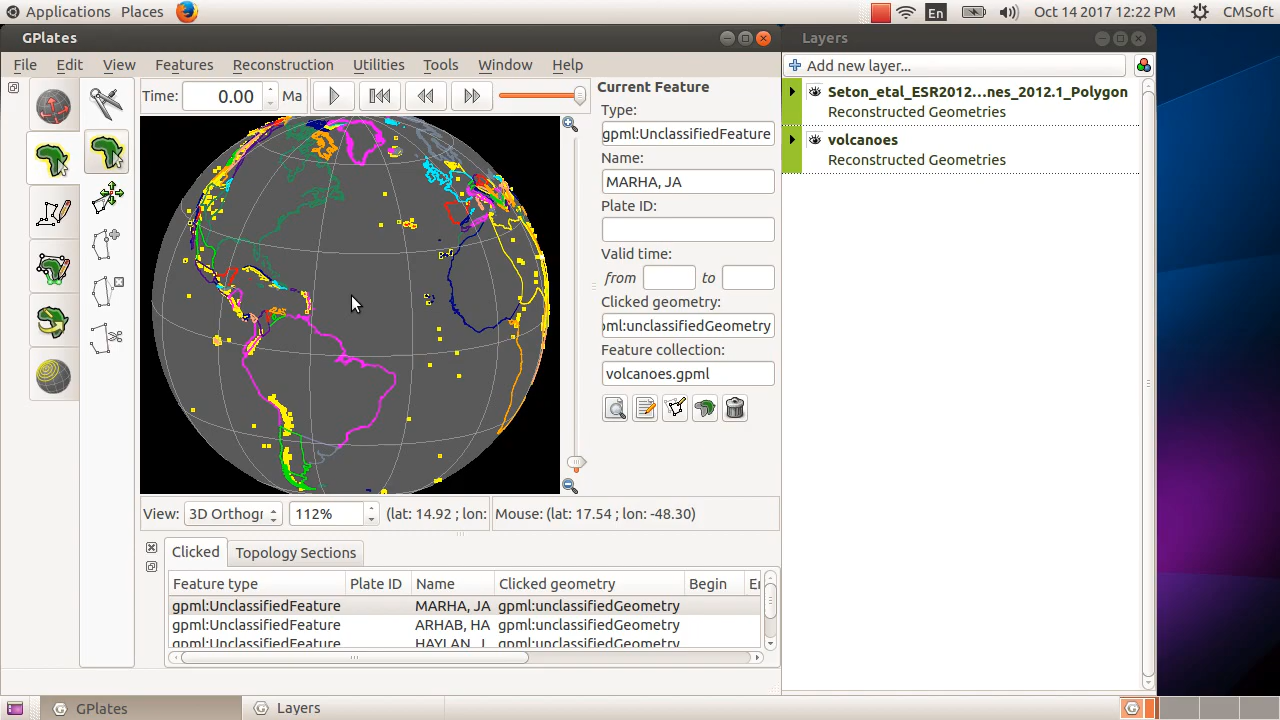 Applications Places En Oct 14 2017 12:22 PM CMSoft
GPlates
File Edit View Features Reconstruction Utilities Tools Window Help
Time: 0.00 Ma
Current Feature
Type:
gpml:UnclassifiedFeature
Name:
MARHA, JA
Plate ID:
Valid time:
from to
Clicked geometry:
ml:unclassifiedGeometry
Feature collection:
volcanoes.gpml
View: 3D Orthogr 112% (lat: 14.92 ; lon: Mouse: (lat: 17.54 ; lon: -48.30)
Clicked Topology Sections
Feature type Plate ID Name Clicked geometry Begin
gpml:UnclassifiedFeature MARHA, JA gpml:unclassifiedGeometry
gpml:UnclassifiedFeature ARHAB, HA gpml:unclassifiedGeometry
gpml:UnclassifiedFeature HAYLAN, gpml:unclassifiedGeometry
Layers
Add new layer...
Seton_etal_ESR2012...nes_2012.1_Polygon
Reconstructed Geometries
volcanoes
Reconstructed Geometries
GPlates Layers